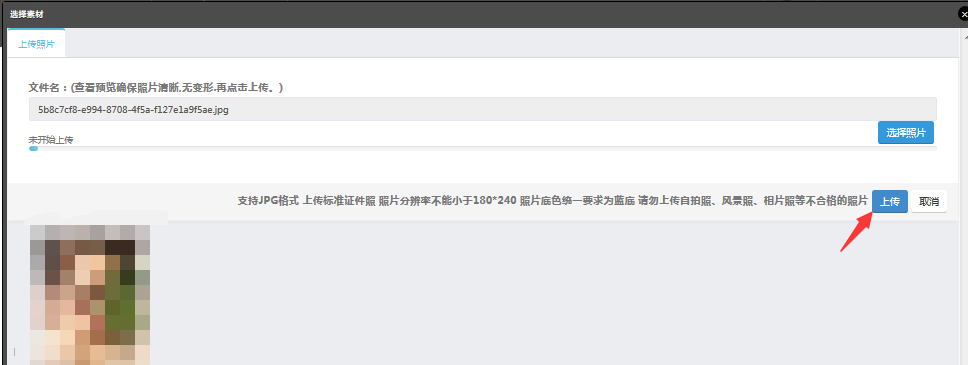 选择素材
上传照片
文件名：(查看预览确保照片清晰,无变形.再点击上传。)
5b8c7cf8-e994-8708-4f5a-f127e1a9f5ae.jpg
选择照片
未开始上传
支持JPG格式 上传标准证件照 照片分辨率不能小于180*240 照片底色统一要求为蓝底 请勿上传自拍照、风景照、相片照等不合格的照片 上传 取消